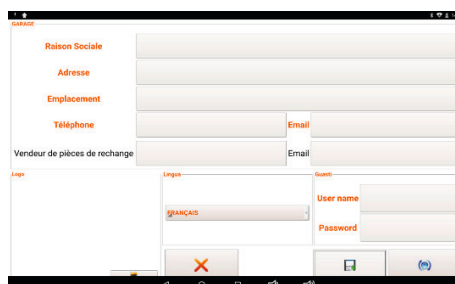 GARAGE
Raison Sociale
Adresse
Emplacement
Téléphone
Email
Vendeur de pièces de rechange
Email
Logo
Lingua
Guasti
FRANÇAIS
User name
Password